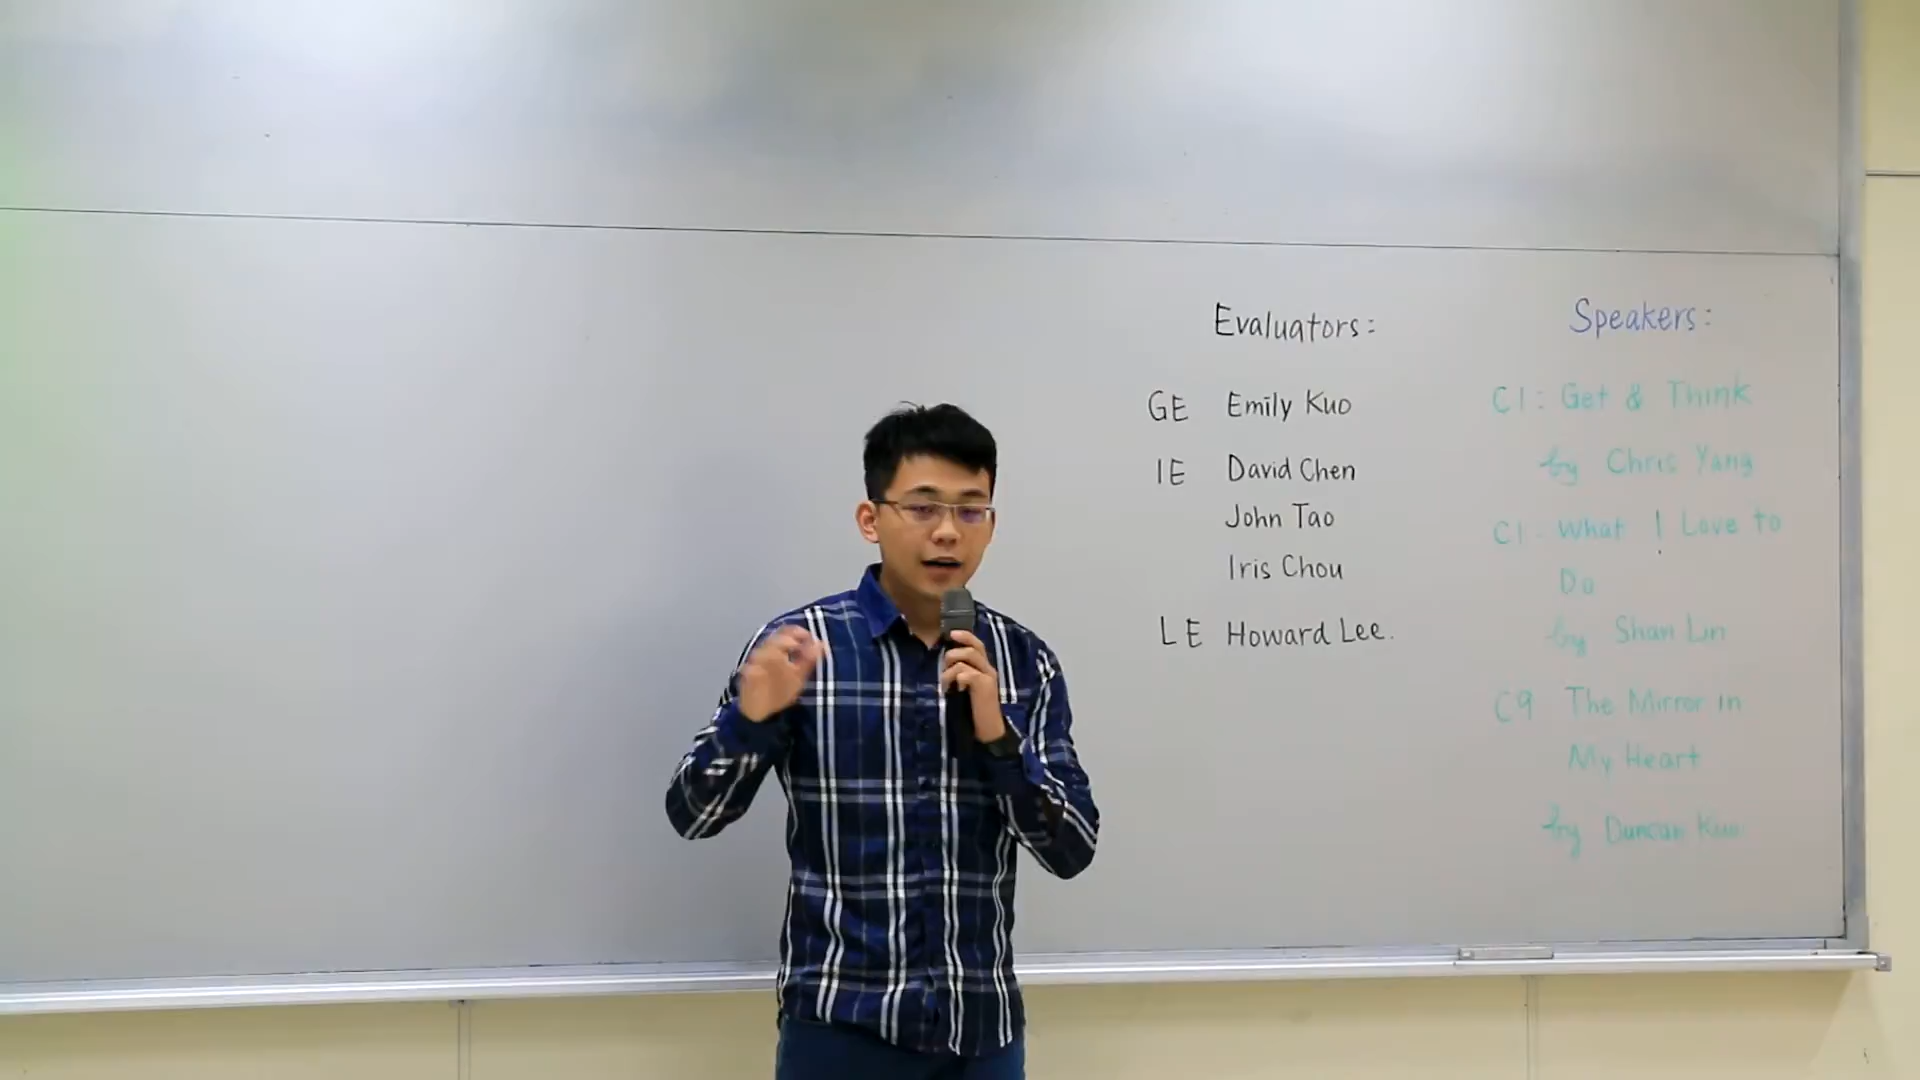 Evaluators:
GE Emily Kuo
IE David Chen
John Tao
Iris Chou
LE Howard Lee.
Speakers:
C1: Get & Think
by Chris Yang
C1: What I Love to
Do
by Shan Lin
C9 The Mirror in
My Heart
by Duncan Kuo